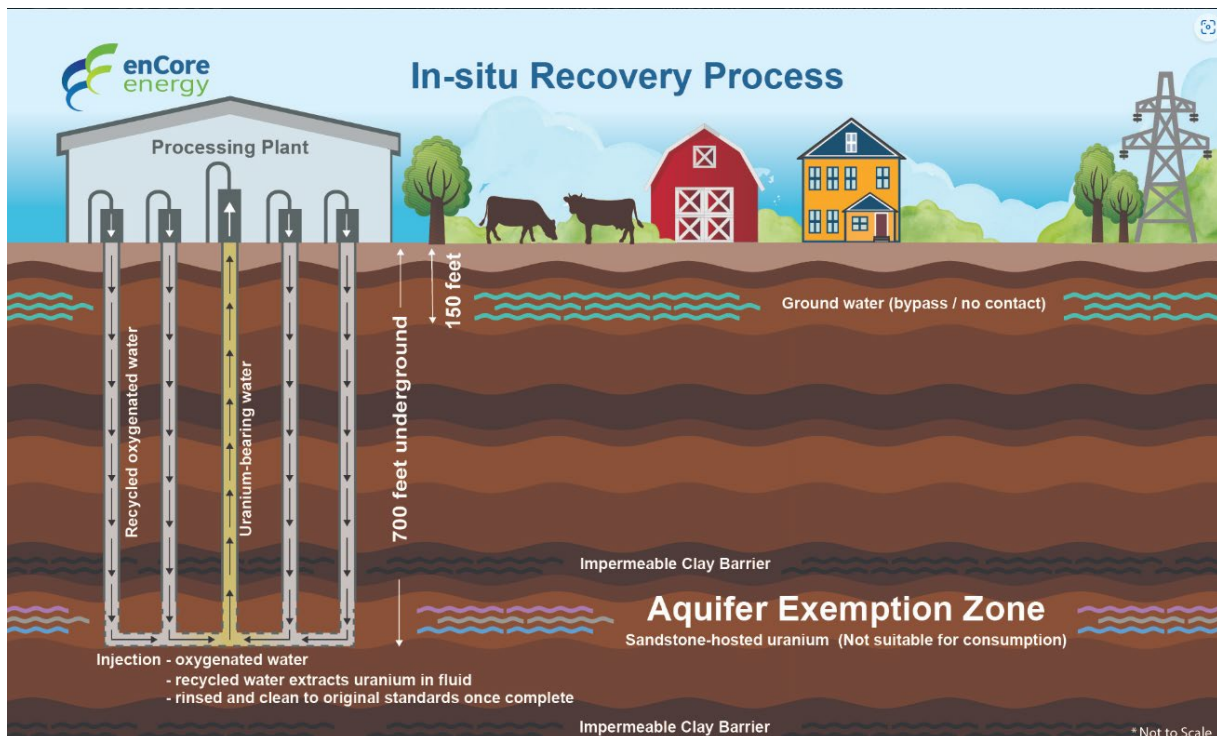 enCore
energy
In-situ Recovery Process
Processing Plant
150 feet
Ground water (bypass / no contact)
Recycled oxygenated water
Uranium-bearing water
700 feet underground
Impermeable Clay Barrier
Aquifer Exemption Zone
Sandstone-hosted uranium (Not suitable for consumption)
Injection - oxygenated water
- recycled water extracts uranium in fluid
- rinsed and clean to original standards once complete
Impermeable Clay Barrier
* Not to Scale